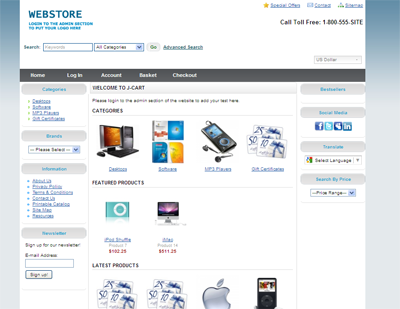 WEBSTORE
LOGIN TO THE ADMIN SECTION
TO PUT YOUR LOGO HERE
Special Offers Contact Sitemap
Call Toll Free: 1-800-555-SITE
Search: Keywords All Categories Go Advanced Search
US Dollar
Home Log In Account Basket Checkout
Categories
Desktops
Software
MP3 Players
Gift Certificates
Brands
--- Please Select ---
Information
About Us
Privacy Policy
Terms & Conditions
Contact Us
Printable Catalog
Site Map
Resources
Newsletter
Sign up for our newsletter!
E-mail Address:
Sign up!
WELCOME TO J-CART
Please login to the admin section of the website to add your text here.
CATEGORIES
Desktops
Software
MP3 Players
Gift Certificates
FEATURED PRODUCTS
iPod Shuffle
Product 7
$102.25
iMac
Product 14
$511.25
LATEST PRODUCTS
Bestsellers
Social Media
Translate
Select Language
Search By Price
--Price Range--